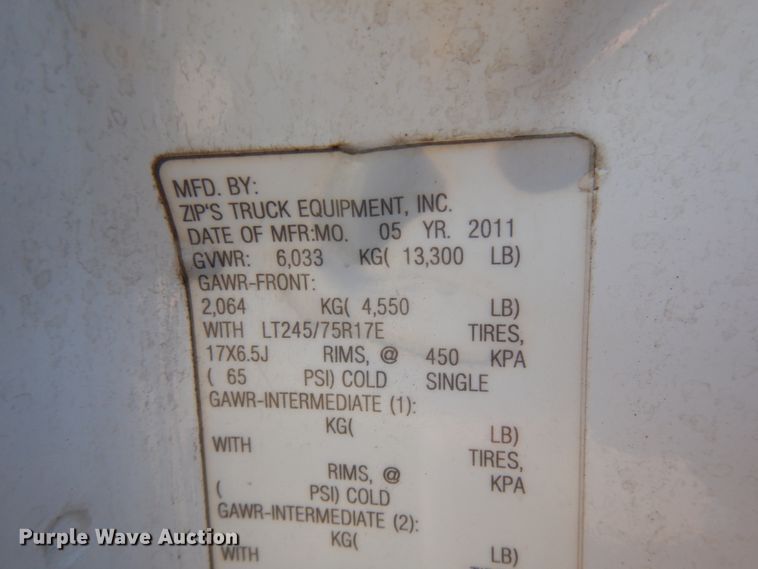 MFD. BY:
ZIP'S TRUCK EQUIPMENT, INC.
DATE OF MFR:MO. 05 YR. 2011
GVWR: 6,033 KG( 13,300 LB)
GAWR-FRONT:
2,064 KG( 4,550 LB)
WITH LT245/75R17E TIRES,
17X6.5J RIMS, @ 450 KPA
( 65 PSI) COLD SINGLE
GAWR-INTERMEDIATE (1):
KG( LB)
WITH TIRES,
RIMS, @ KPA
( PSI) COLD
GAWR-INTERMEDIATE (2):
KG( LB)
WITH TIRES
Purple Wave Auction